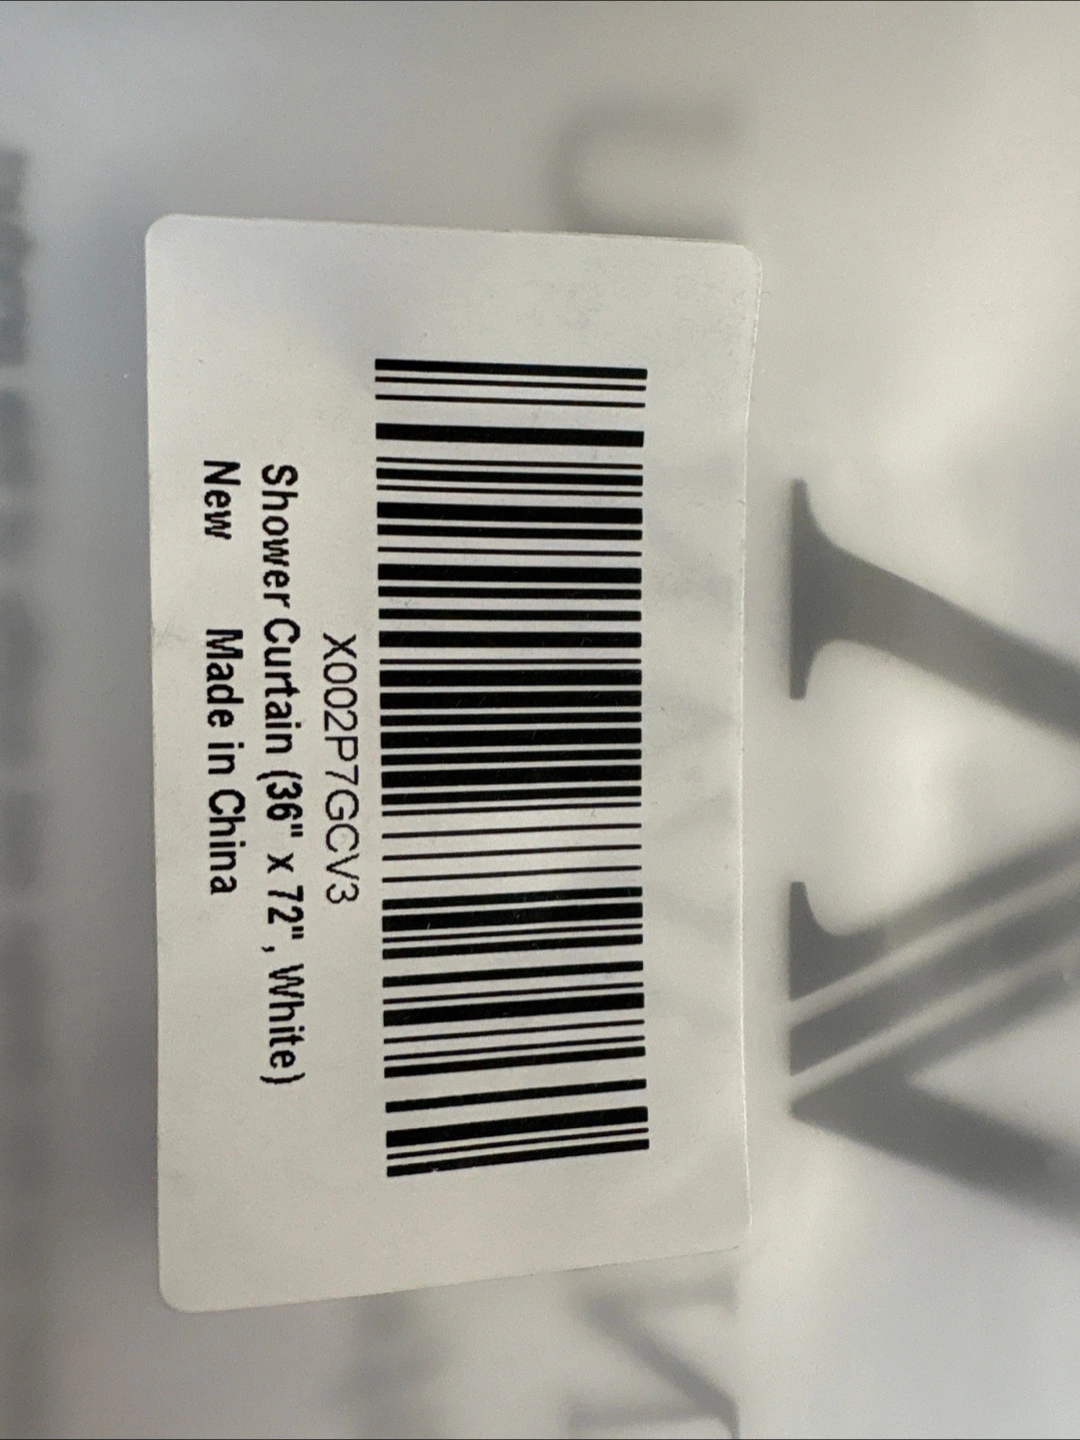 X002P7GCV3
Shower Curtain (36" x 72", White)
New Made in China